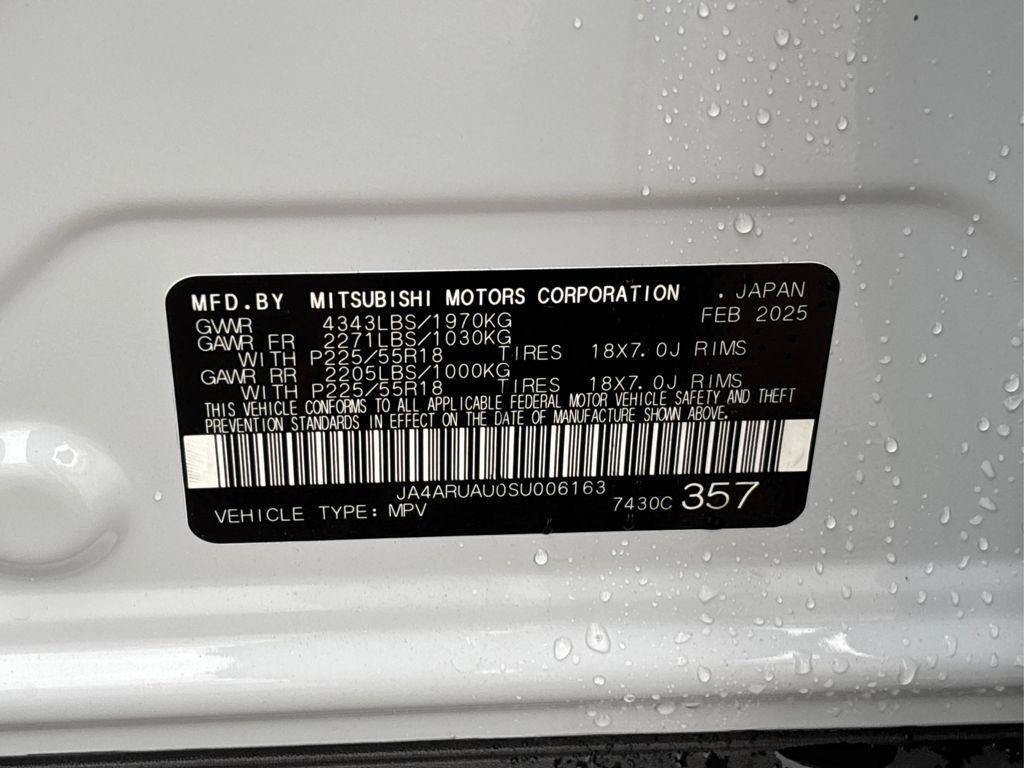 MFD.BY MITSUBISHI MOTORS CORPORATION . JAPAN
GVWR 4343LBS/1970KG FEB 2025
GAWR FR 2271LBS/1030KG
WITH P225/55R18 TIRES 18X7.0J RIMS
GAWR RR 2205LBS/1000KG
WITH P225/55R18 TIRES 18X7.0J RIMS
THIS VEHICLE CONFORMS TO ALL APPLICABLE FEDERAL MOTOR VEHICLE SAFETY AND THEFT
PREVENTION STANDARDS IN EFFECT ON THE DATE OF MANUFACTURE SHOWN ABOVE.
JA4ARUAU0SU006163
VEHICLE TYPE: MPV 7430C 357